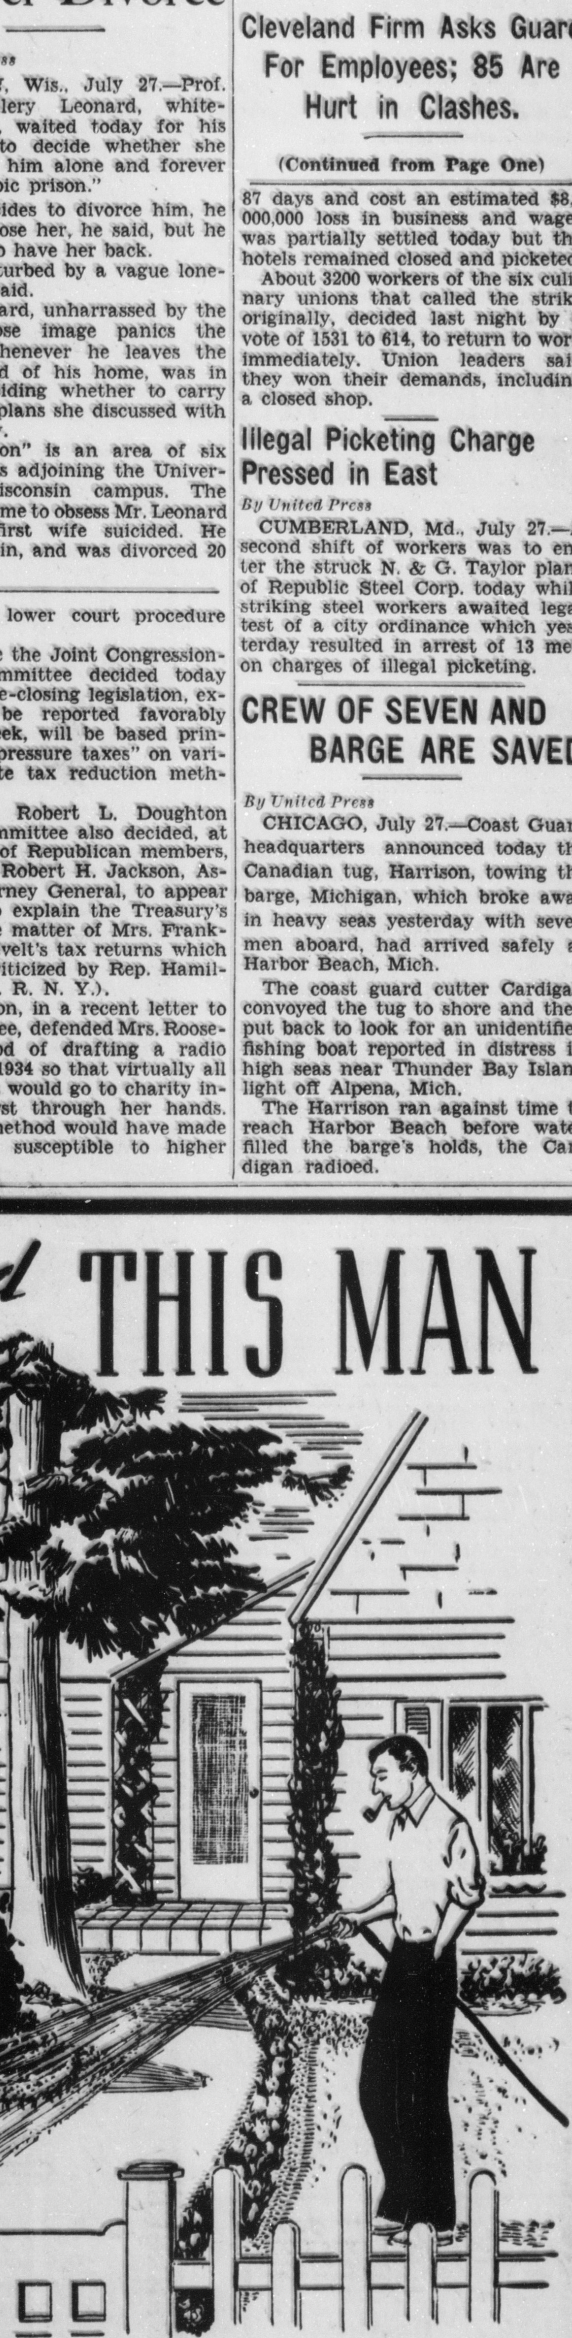 er Divorce
ss
, Wis., July 27.—Prof.
lery Leonard, white-
, waited today for his
to decide whether she
him alone and forever
bic prison."
ides to divorce him, he
ose her, he said, but he
o have her back.
turbed by a vague lone-
aid.
ard, unharrassed by the
ose image panics the
henever he leaves the
d of his home, was in
iding whether to carry
plans she discussed with
.
on" is an area of six
s adjoining the Univer-
isconsin campus. The
me to obsess Mr. Leonard
first wife suicided. He
in, and was divorced 20
lower court procedure
e the Joint Congression-
mmittee decided today
e-closing legislation, ex-
be reported favorably
eek, will be based prin-
pressure taxes" on vari-
te tax reduction meth-
Robert L. Doughton
mmittee also decided, at
of Republican members,
Robert H. Jackson, As-
rney General, to appear
o explain the Treasury's
e matter of Mrs. Frank-
velt's tax returns which
iticized by Rep. Hamil-
. R. N. Y.).
on, in a recent letter to
ee, defended Mrs. Roose-
od of drafting a radio
1934 so that virtually all
would go to charity in-
rst through her hands.
method would have made
susceptible to higher
Cleveland Firm Asks Guar
For Employees; 85 Are
Hurt in Clashes.
(Continued from Page One)
87 days and cost an estimated $8,
000,000 loss in business and wage
was partially settled today but th
hotels remained closed and picketed
About 3200 workers of the six culi
nary unions that called the strik
originally, decided last night by
vote of 1531 to 614, to return to wor
immediately. Union leaders sai
they won their demands, includin
a closed shop.
Illegal Picketing Charge
Pressed in East
By United Press
CUMBERLAND, Md., July 27.—
second shift of workers was to en
ter the struck N. & G. Taylor plan
of Republic Steel Corp. today whil
striking steel workers awaited lega
test of a city ordinance which yes
terday resulted in arrest of 13 me
on charges of illegal picketing.
CREW OF SEVEN AND
BARGE ARE SAVED
By United Press
CHICAGO, July 27.—Coast Guar
headquarters announced today th
Canadian tug, Harrison, towing th
barge, Michigan, which broke awa
in heavy seas yesterday with seve
men aboard, had arrived safely a
Harbor Beach, Mich.
The coast guard cutter Cardiga
convoyed the tug to shore and the
put back to look for an unidentifie
fishing boat reported in distress i
high seas near Thunder Bay Islan
light off Alpena, Mich.
The Harrison ran against time t
reach Harbor Beach before wate
filled the barge's holds, the Car
digan radioed.
d THIS MAN